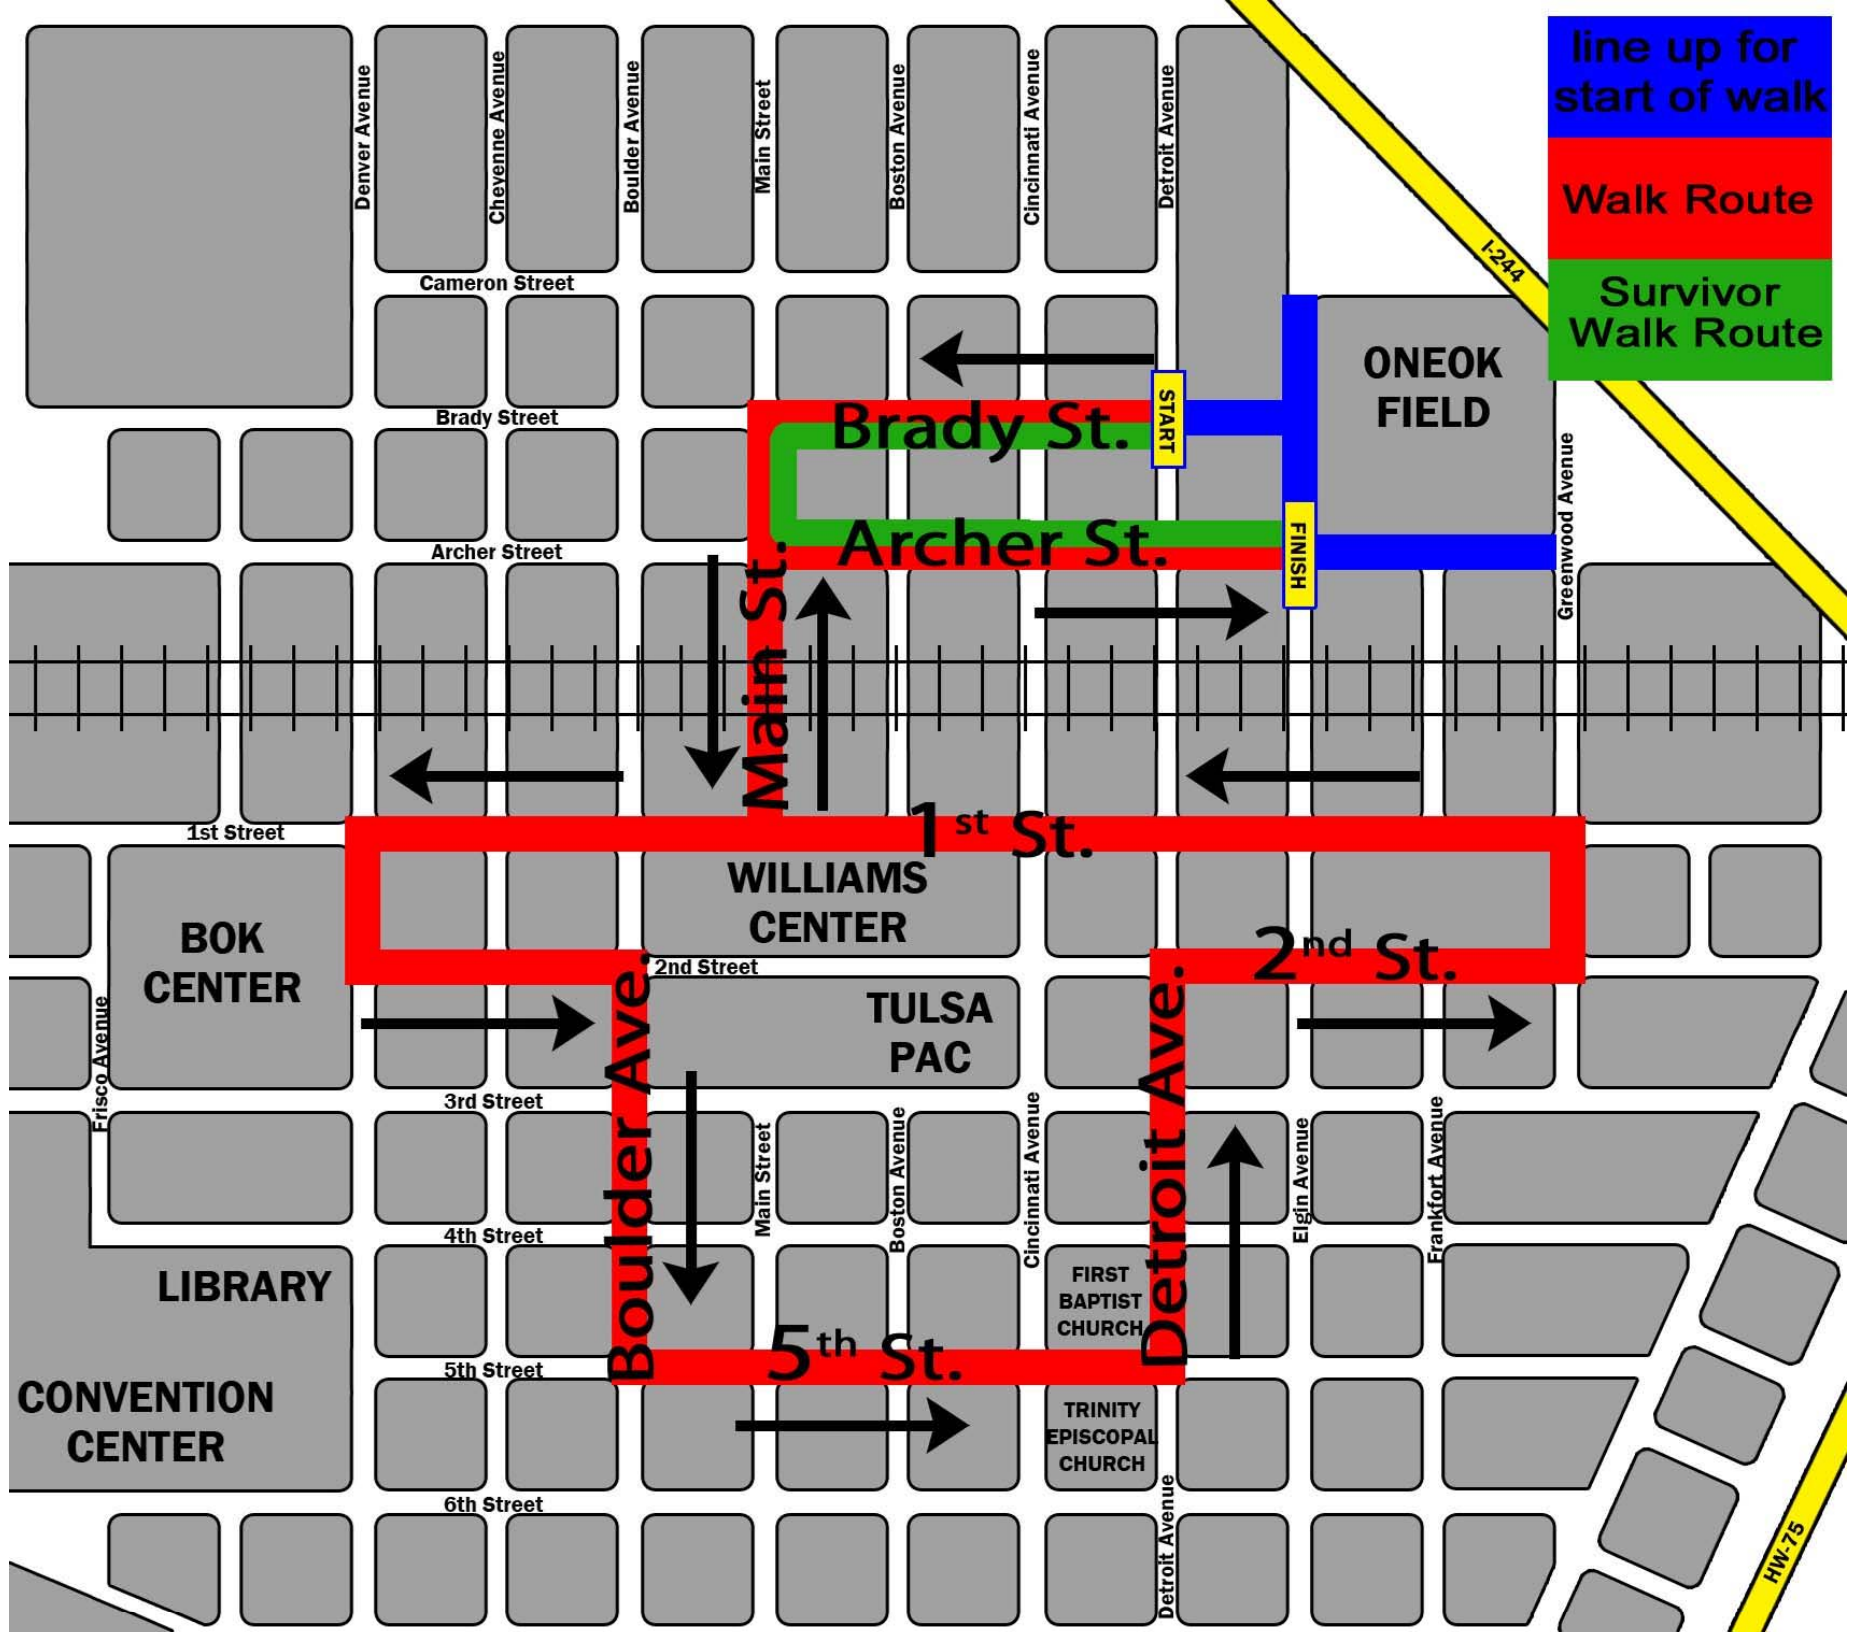 line up for
start of walk
Walk Route
Survivor
Walk Route
Denver Avenue
Cheyenne Avenue
Boulder Avenue
Main Street
Boston Avenue
Cincinnati Avenue
Detroit Avenue
I-244
Cameron Street
ONEOK
FIELD
Brady Street
Brady St.
START
Greenwood Avenue
Archer Street
Archer St.
FINISH
Main St.
1st Street
1st St.
WILLIAMS
CENTER
BOK
CENTER
2nd Street
2nd St.
TULSA
PAC
Frisco Avenue
Boulder Ave.
Detroit Ave.
3rd Street
Main Street
Boston Avenue
Cincinnati Avenue
Elgin Avenue
Frankfort Avenue
4th Street
LIBRARY
FIRST
BAPTIST
CHURCH
5th Street
5th St.
CONVENTION
CENTER
TRINITY
EPISCOPAL
CHURCH
6th Street
Detroit Avenue
HW-75